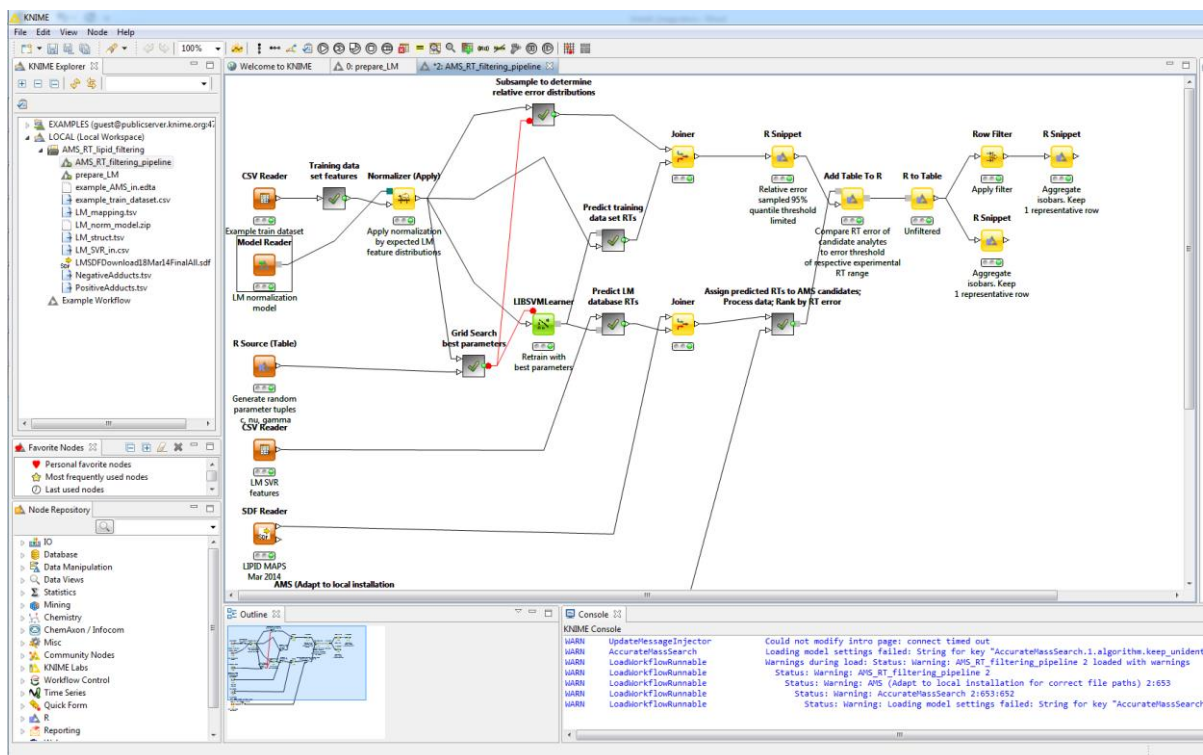 KNIME
File Edit View Node Help
100%
KNIME Explorer
EXAMPLES (guest@publicserver.knime.org:47
LOCAL (Local Workspace)
AMS_RT_lipid_filtering
AMS_RT_filtering_pipeline
prepare_LM
example_AMS_in.edta
example_train_dataset.csv
LM_mapping.tsv
LM_norm_model.zip
LM_struct.tsv
LM_SVR_in.csv
LMSDFDownload18Mar14FinalAll.sdf
NegativeAdducts.tsv
PositiveAdducts.tsv
Example Workflow
Favorite Nodes
Personal favorite nodes
Most frequently used nodes
Last used nodes
Node Repository
IO
Database
Data Manipulation
Data Views
Statistics
Mining
Chemistry
ChemAxon / Infocom
Misc
Community Nodes
KNIME Labs
Workflow Control
Time Series
Quick Form
R
Reporting
Welcome to KNIME
0: prepare_LM
*2: AMS_RT_filtering_pipeline
Subsample to determine
relative error distributions
CSV Reader
Example train dataset
Training data
set features
Normalizer (Apply)
Apply normalization
by expected LM
feature distributions
Model Reader
LM normalization
model
Joiner
R Snippet
Relative error
sampled 95%
quantile threshold
limited
Add Table To R
Compare RT error of
candidate analytes
to error threshold
of respective experimental
RT range
R to Table
Unfiltered
Row Filter
Apply filter
R Snippet
Aggregate
isobars. Keep
1 representative row
R Snippet
Aggregate
isobars. Keep
1 representative row
Predict training
data set RTs
LIBSVMLearner
Retrain with
best parameters
Predict LM
database RTs
Joiner
Assign predicted RTs to AMS candidates;
Process data; Rank by RT error
Grid Search
best parameters
R Source (Table)
Generate random
parameter tuples
c, nu, gamma
CSV Reader
LM SVR
features
SDF Reader
LIPID MAPS
Mar 2014
AMS (Adapt to local installation
Outline
Console
KNIME Console
WARN UpdateMessageInjector Could not modify intro page: connect timed out
WARN AccurateMassSearch Loading model settings failed: String for key "AccurateMassSearch.1.algorithm.keep_unident
WARN LoadWorkflowRunnable Warnings during load: Status: Warning: AMS_RT_filtering_pipeline 2 loaded with warnings
WARN LoadWorkflowRunnable Status: Warning: AMS_RT_filtering_pipeline 2
WARN LoadWorkflowRunnable Status: Warning: AMS (Adapt to local installation for correct file paths) 2:653
WARN LoadWorkflowRunnable Status: Warning: AccurateMassSearch 2:653:652
WARN LoadWorkflowRunnable Status: Warning: Loading model settings failed: String for key "AccurateMassSearch